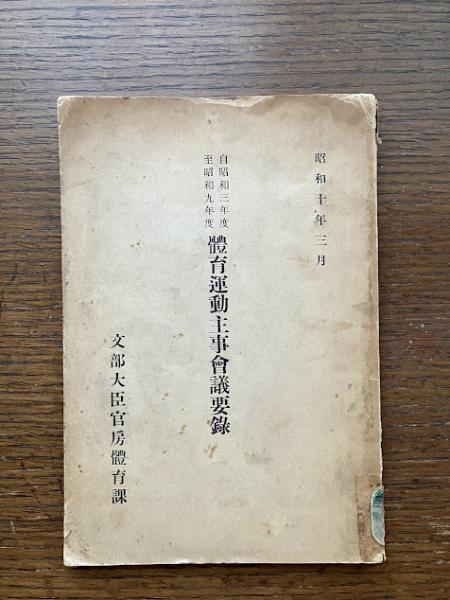 昭和十年三月
自昭和三年度
至昭和九年度
體育運動主事會議要錄
文部大臣官房體育課